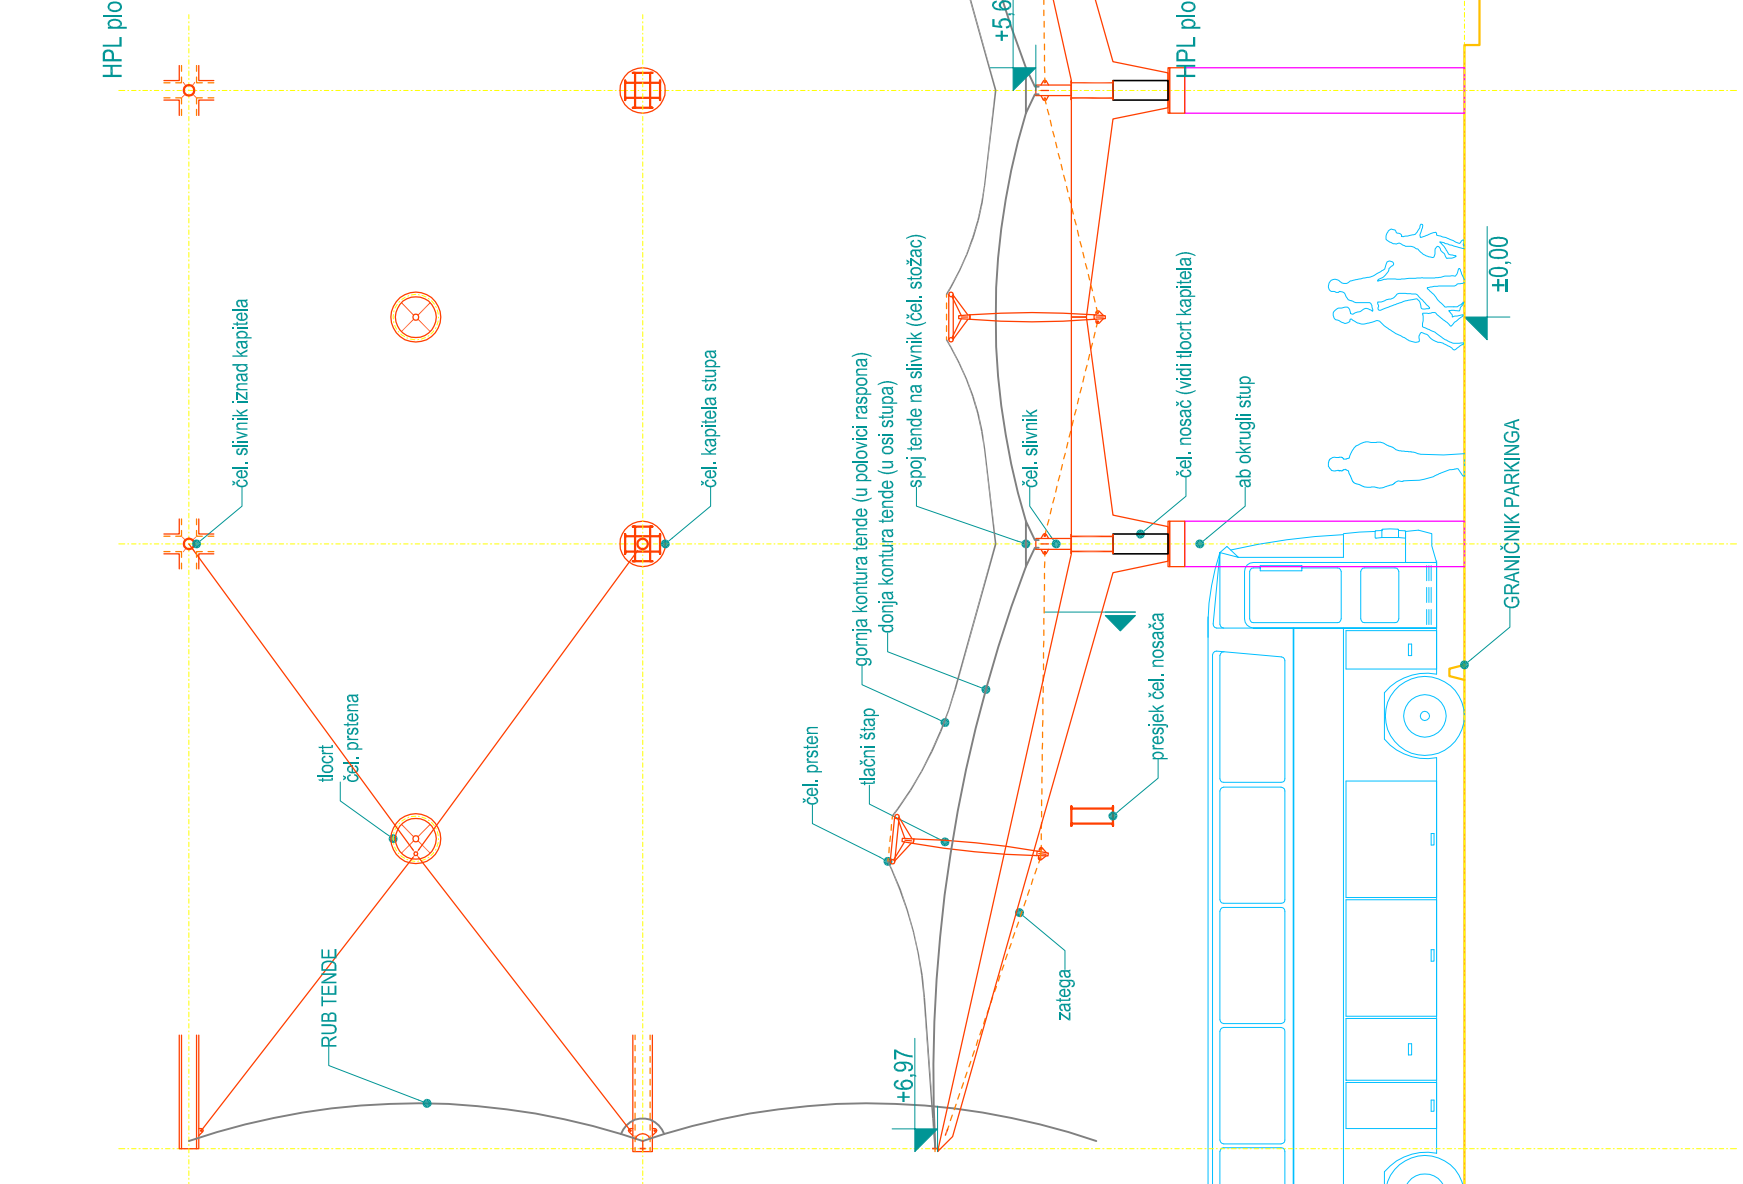 HPL plo
+5,6
HPL plo
±0,00
čel. slivnik iznad kapitela
čel. kapitela stupa
gornja kontura tende (u polovici raspona)
donja kontura tende (u osi stupa)
spoj tende na slivnik (čel. stožac)
čel. slivnik
čel. nosač (vidi tlocrt kapitela)
ab okrugli stup
GRANIČNIK PARKINGA
tlocrt
čel. prstena
čel. prsten
tlačni štap
presjek čel. nosača
RUB TENDE
zatega
+6,97